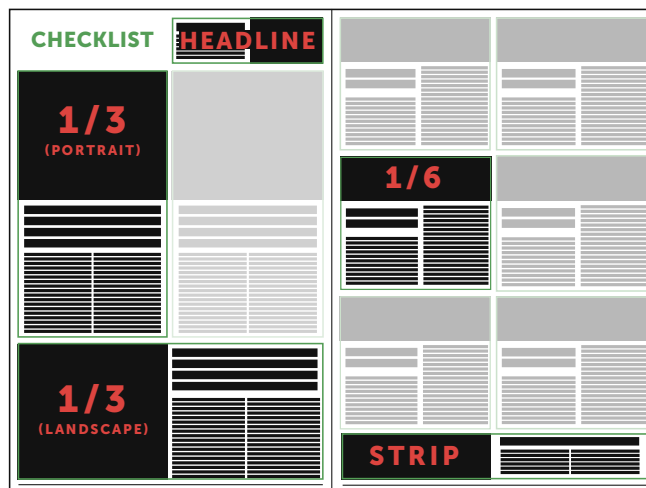 CHECKLIST
HEADLINE
1/3
(PORTRAIT)
1/6
1/3
(LANDSCAPE)
STRIP